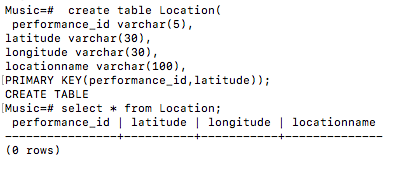 Music=#  create table Location(
 performance_id varchar(5),
latitude varchar(30),
longitude varchar(30),
locationname varchar(100),
[PRIMARY KEY(performance_id,latitude));
CREATE TABLE
[Music=# select * from Location;
 performance_id | latitude | longitude | locationname
----------------+----------+-----------+--------------
(0 rows)